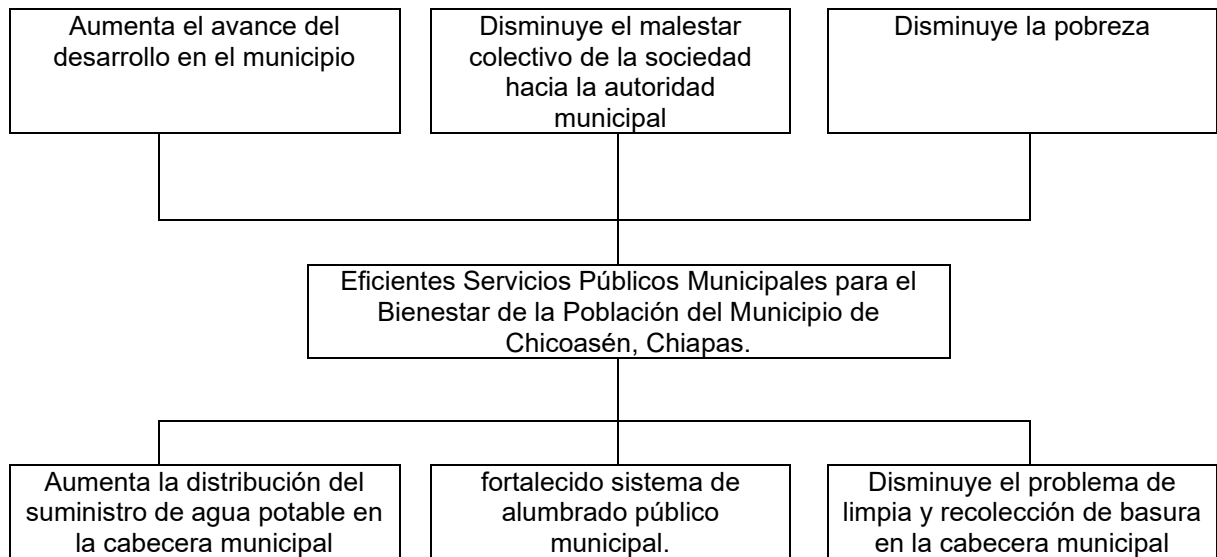 Aumenta el avance del
desarrollo en el municipio
Disminuye el malestar
colectivo de la sociedad
hacia la autoridad
municipal
Disminuye la pobreza
Eficientes Servicios Públicos Municipales para el
Bienestar de la Población del Municipio de
Chicoasén, Chiapas.
Aumenta la distribución del
suministro de agua potable en
la cabecera municipal
fortalecido sistema de
alumbrado público
municipal.
Disminuye el problema de
limpia y recolección de basura
en la cabecera municipal